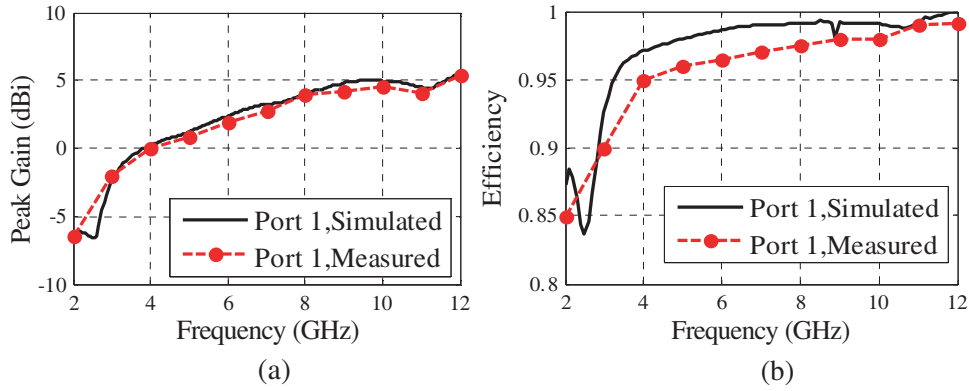 10
5
0
-5
-10
Peak Gain (dBi)
Port 1,Simulated
Port 1,Measured
2 4 6 8 10 12
Frequency (GHz)
(a)
1
0.95
0.9
0.85
0.8
Efficiency
Port 1,Simulated
Port 1,Measured
2 4 6 8 10 12
Frequency (GHz)
(b)